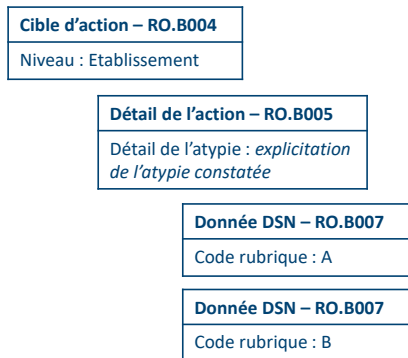 Cible d'action – RO.B004
Niveau : Etablissement
Détail de l'action – RO.B005
Détail de l'atypie : explicitation
de l'atypie constatée
Donnée DSN – RO.B007
Code rubrique : A
Donnée DSN – RO.B007
Code rubrique : B